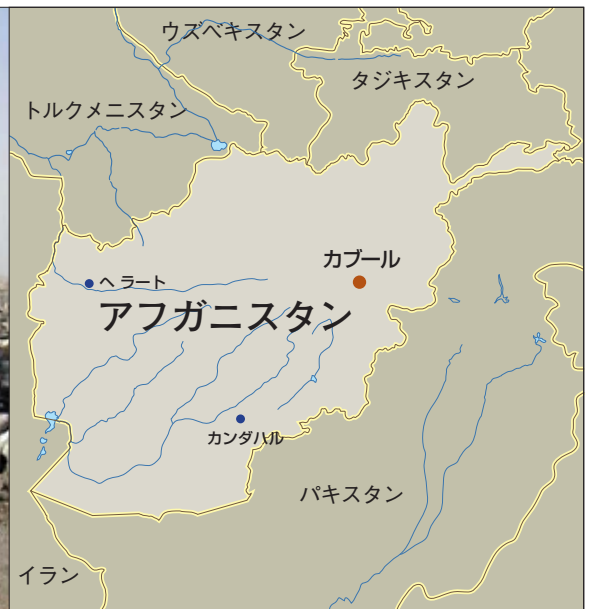 ウズベキスタン
タジキスタン
トルクメニスタン
カブール
ヘラート
アフガニスタン
カンダハル
パキスタン
イラン